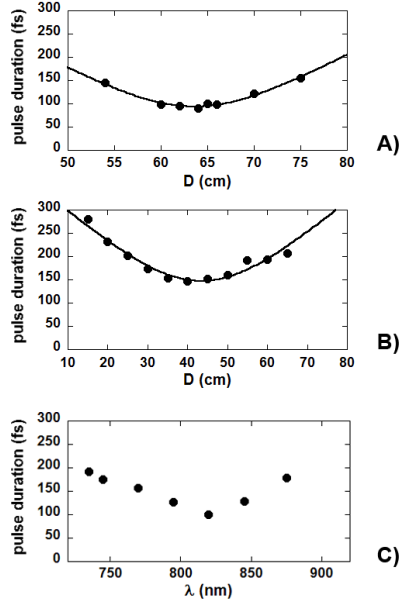 300
250
200
150
100
50
0
pulse duration (fs)
50 55 60 65 70 75 80
D (cm)
A)
300
250
200
150
100
50
0
pulse duration (fs)
10 20 30 40 50 60 70 80
D (cm)
B)
300
250
200
150
100
50
0
pulse duration (fs)
750 800 850 900
λ (nm)
C)